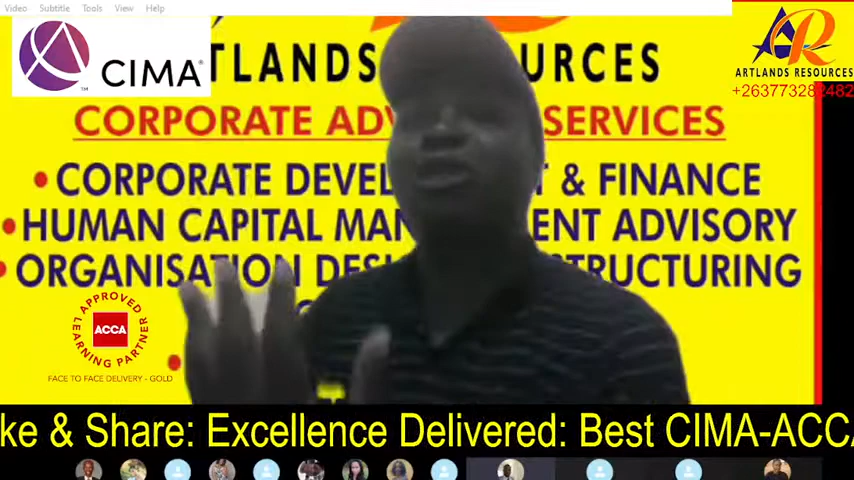 Video Subtitle Tools View Help
CIMA
TLANDS URCES
ARTLANDS RESOURCES
CORPORATE ADV SERVICES
•CORPORATE DEVEL T & FINANCE
•HUMAN CAPITAL MAN ENT ADVISORY
•ORGANISATION DES TRUCTURING
APPROVED
ACCA
LEARNING PARTNER
FACE TO FACE DELIVERY - GOLD
ke & Share: Excellence Delivered: Best CIMA-ACCA